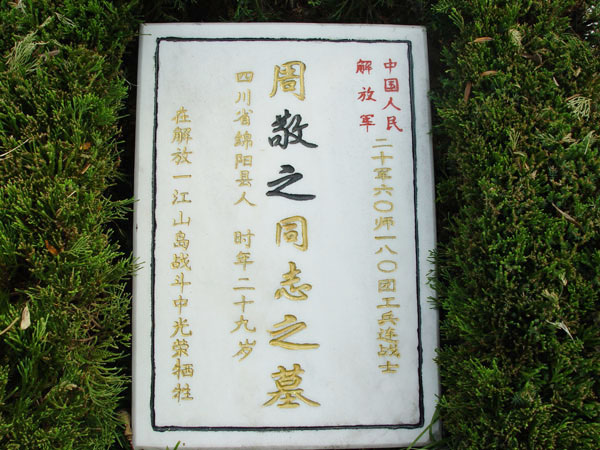 中国人民
解放军
二十军六〇师一八〇团工兵连战士
周敬之同志之墓
四川省綿阳县人 时年二十九岁
在解放一江山岛战斗中光荣牺牲